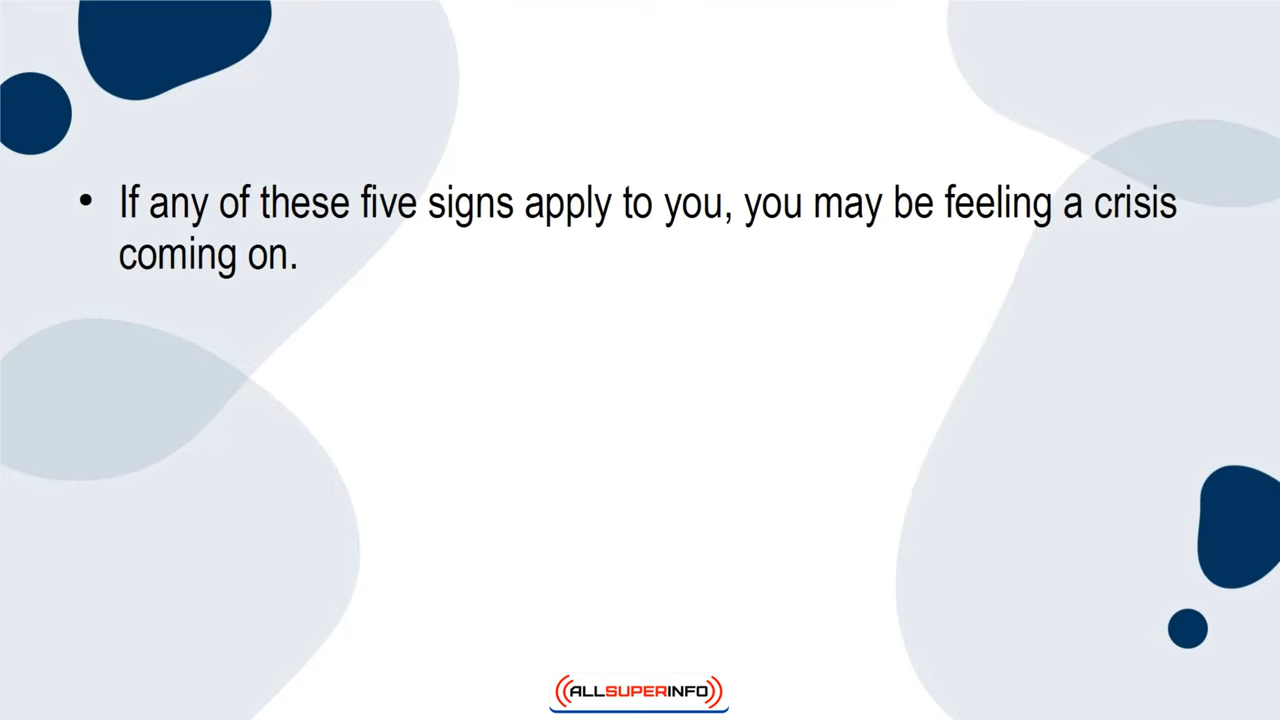 • If any of these five signs apply to you, you may be feeling a crisis
coming on.
ALLSUPERINFO